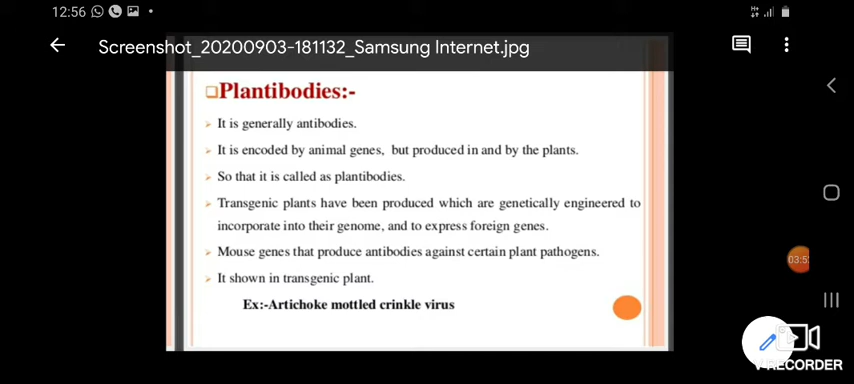 12:56
Screenshot_20200903-181132_Samsung Internet.jpg
Plantibodies:-
It is generally antibodies.
It is encoded by animal genes, but produced in and by the plants.
So that it is called as plantibodies.
Transgenic plants have been produced which are genetically engineered to
incorporate into their genome, and to express foreign genes.
Mouse genes that produce antibodies against certain plant pathogens.
It shown in transgenic plant.
Ex:-Artichoke mottled crinkle virus
RECORDER